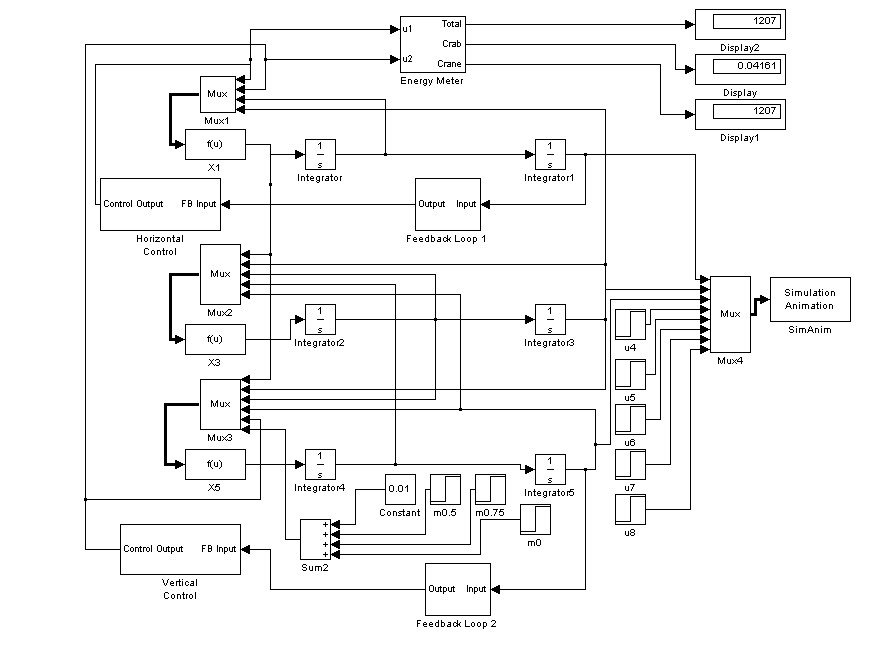 Total
1207
u1
Crab
Display2
u2
Crane
0.04161
Energy Meter
Display
Mux
1207
Mux1
Display1
f(u)
1
s
1
s
X1
Integrator
Integrator1
Control Output FB Input
Output Input
Horizontal
Control
Feedback Loop 1
Mux
Simulation
Animation
Mux2
Mux
SimAnim
f(u)
1
s
1
s
X3
Integrator2
Integrator3
u4
Mux4
Mux
u5
Mux3
u6
f(u)
1
s
1
s
X5
Integrator4
Integrator5
u7
0.01
Constant
m0.5
m0.75
+
+
+
+
m0
u8
Sum2
Control Output FB Input
Vertical
Control
Output Input
Feedback Loop 2